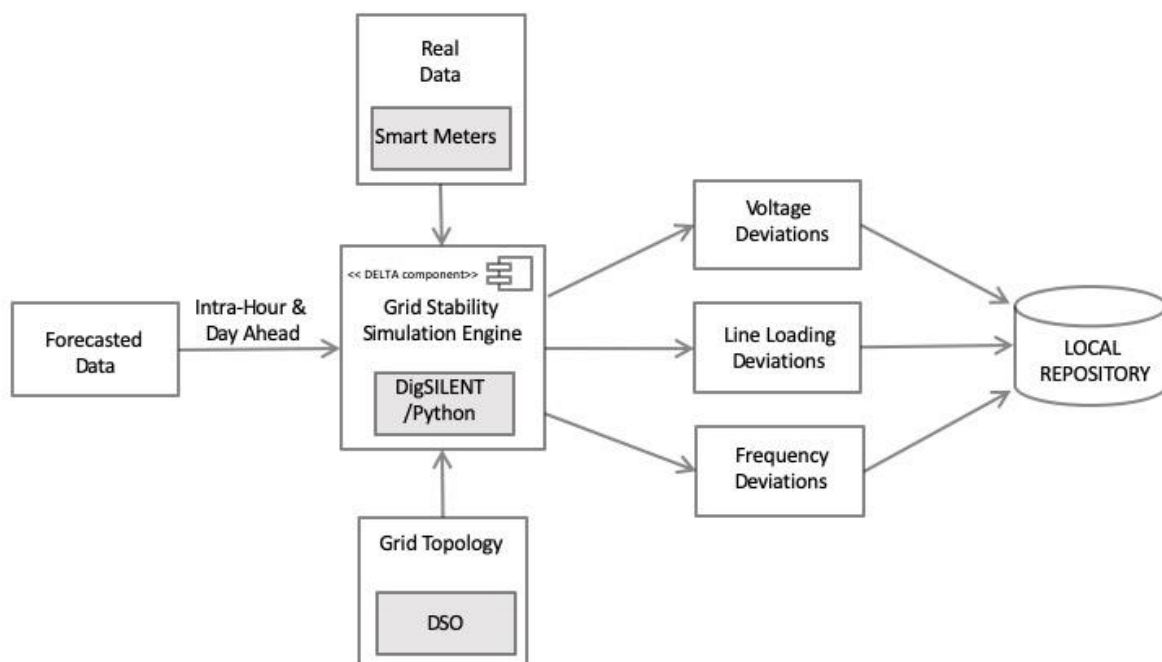 Real
Data
Smart Meters
Forecasted
Data
Intra-Hour &
Day Ahead
<< DELTA component>>
Grid Stability
Simulation Engine
DigSILENT
/Python
Grid Topology
DSO
Voltage
Deviations
Line Loading
Deviations
Frequency
Deviations
LOCAL
REPOSITORY